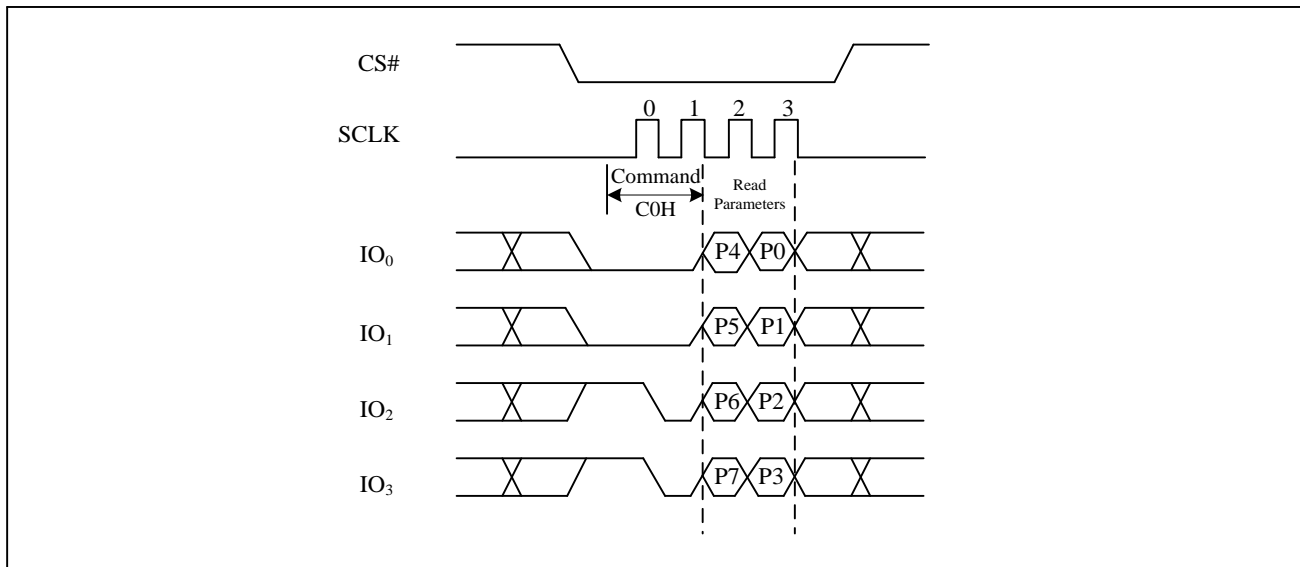 CS#
0 1 2 3
SCLK
Command
C0H
Read
Parameters
IO0 P4 P0
IO1 P5 P1
IO2 P6 P2
IO3 P7 P3